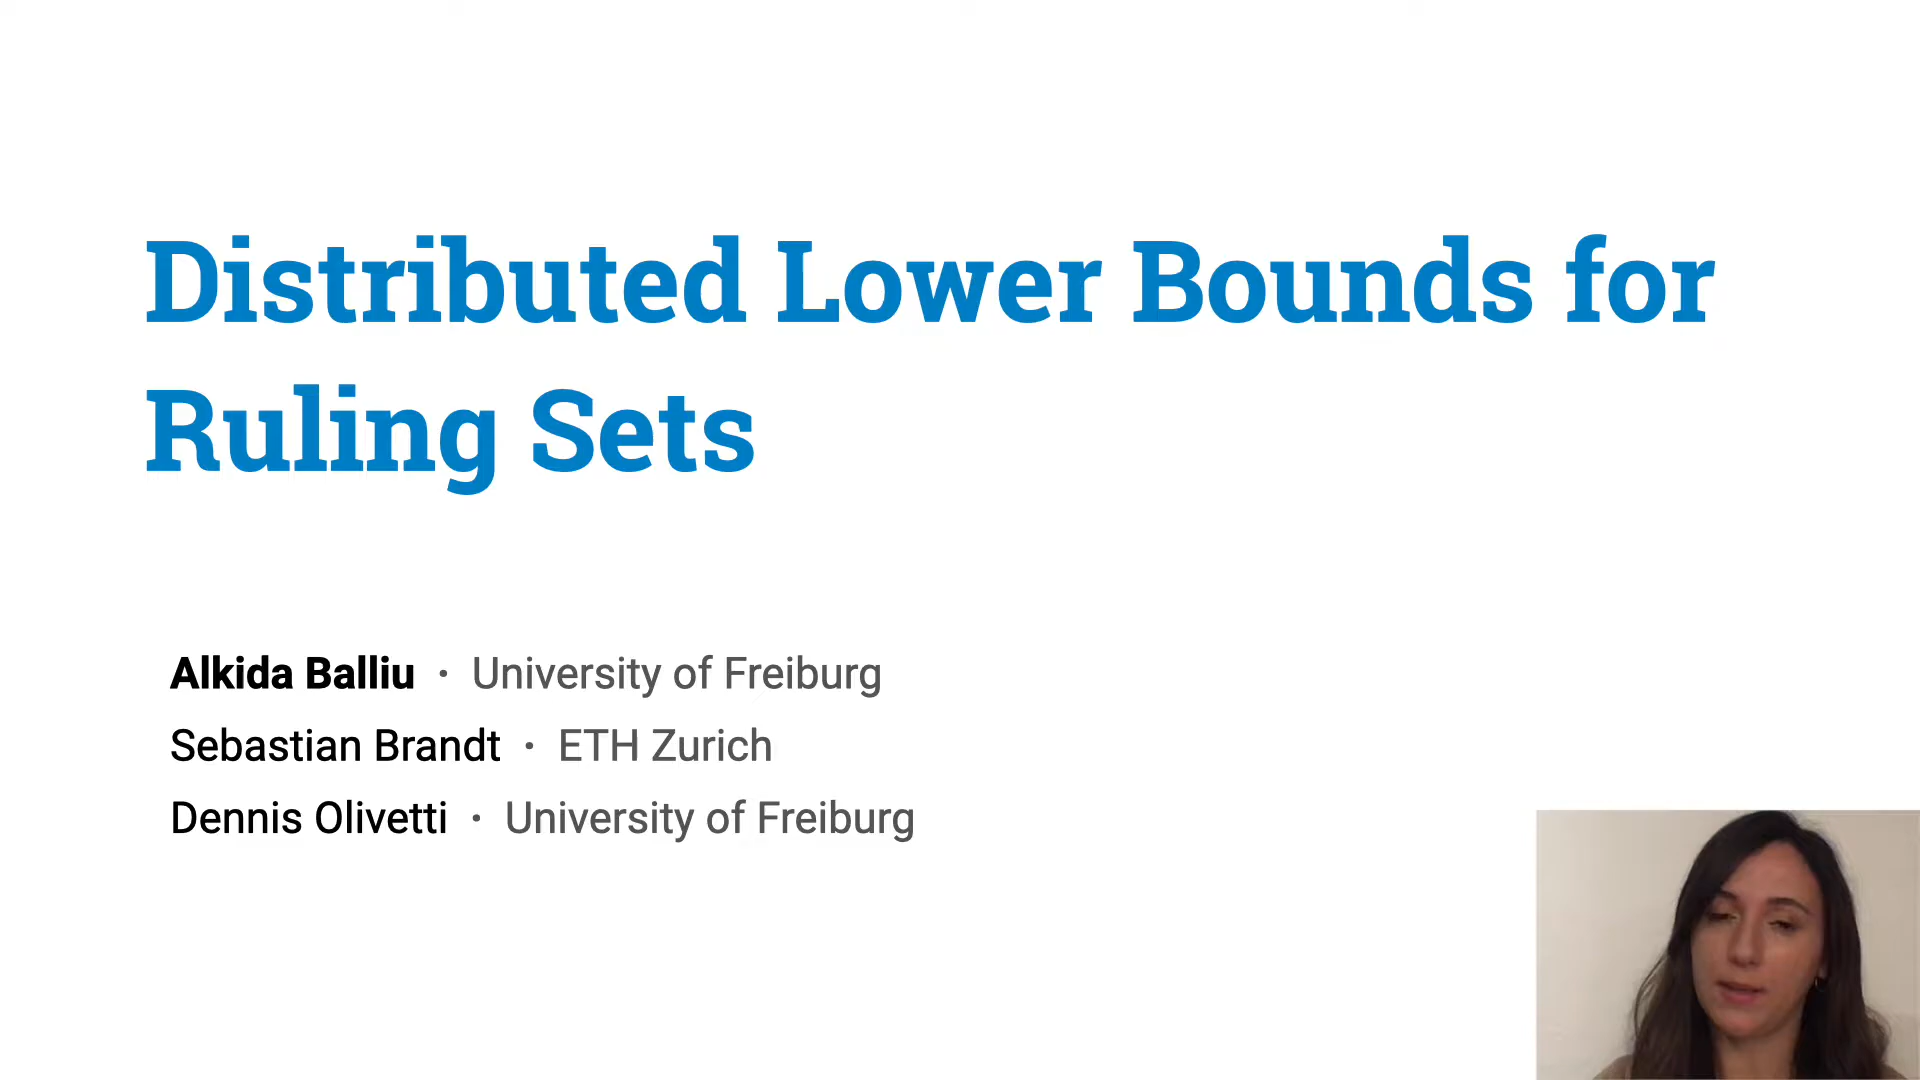 Distributed Lower Bounds for
Ruling Sets
Alkida Balliu · University of Freiburg
Sebastian Brandt · ETH Zurich
Dennis Olivetti · University of Freiburg